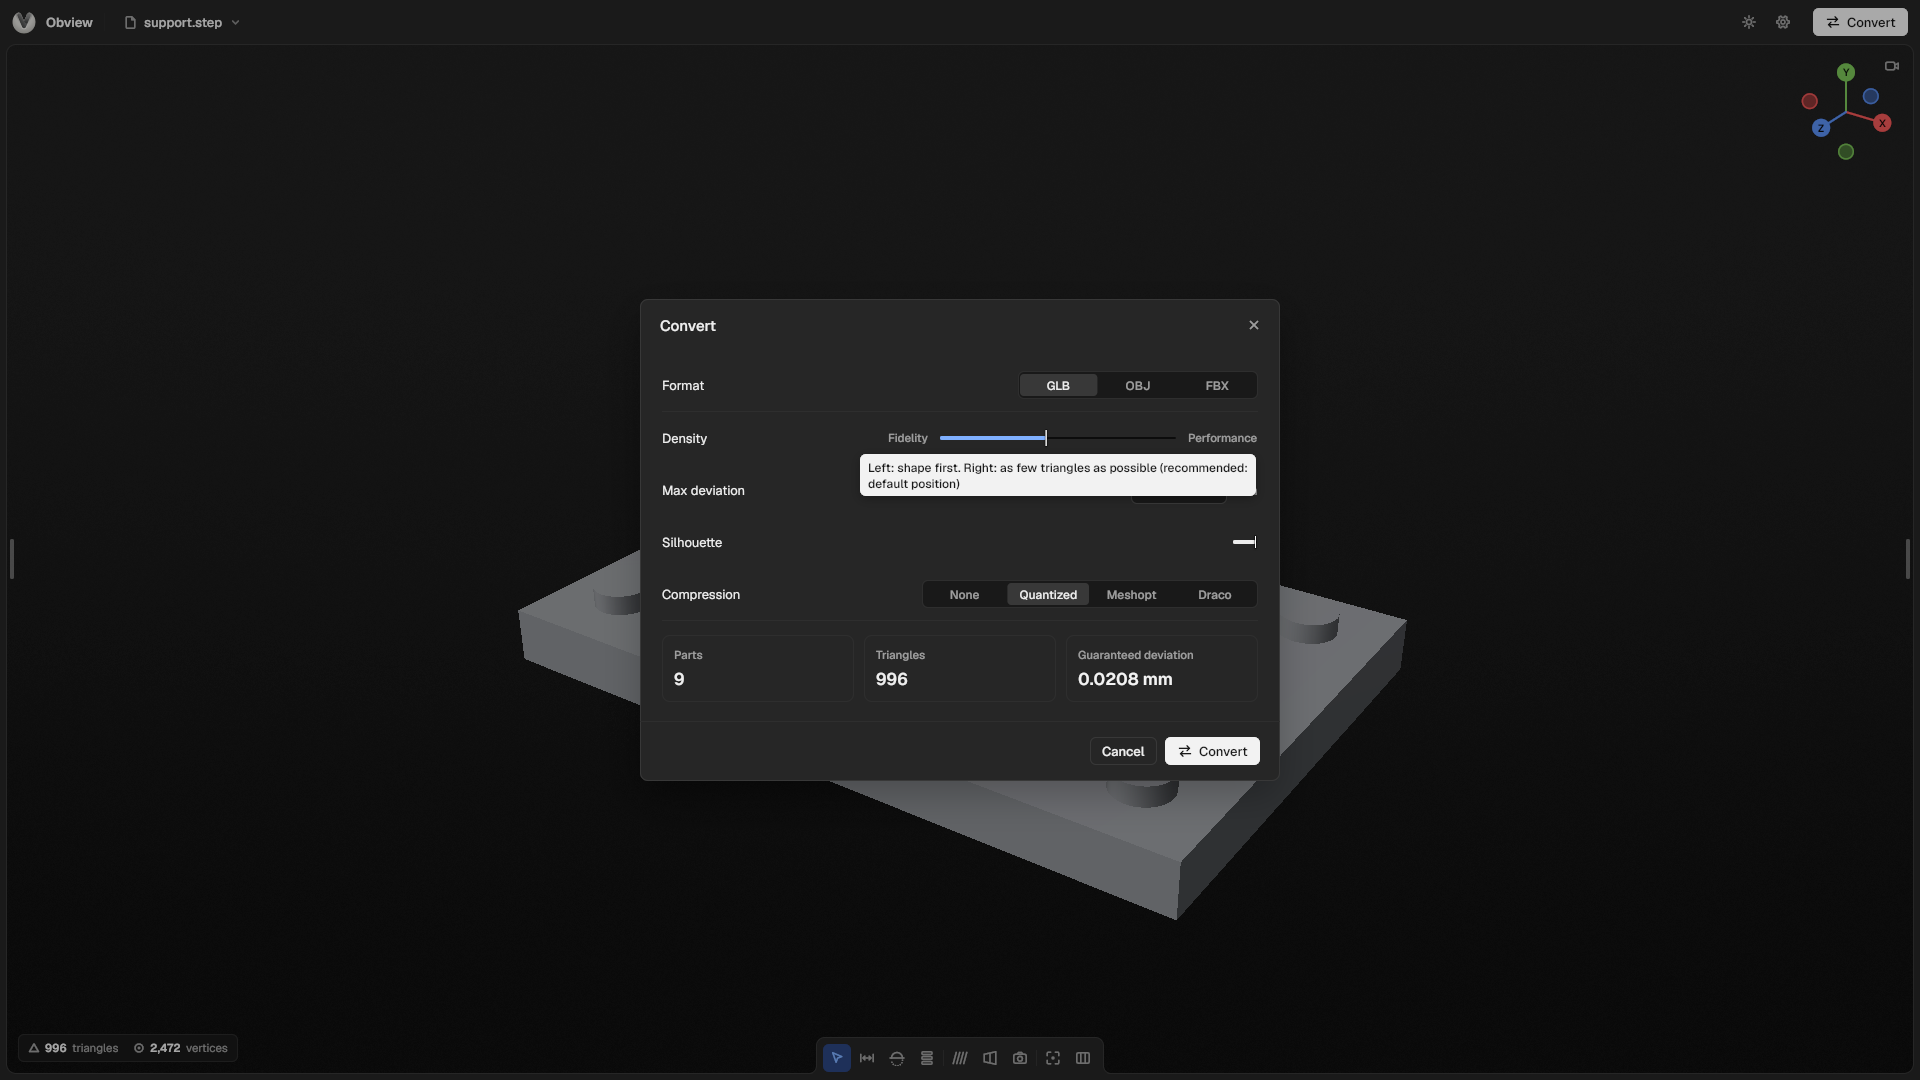 Obview
support.step
Convert
Y
X
Z
Convert
Format
GLB
OBJ
FBX
Density
Fidelity
Performance
Left: shape first. Right: as few triangles as possible (recommended:
default position)
Max deviation
Silhouette
Compression
None
Quantized
Meshopt
Draco
Parts
Triangles
Guaranteed deviation
9
996
0.0208 mm
Cancel
Convert
996 triangles
2,472 vertices